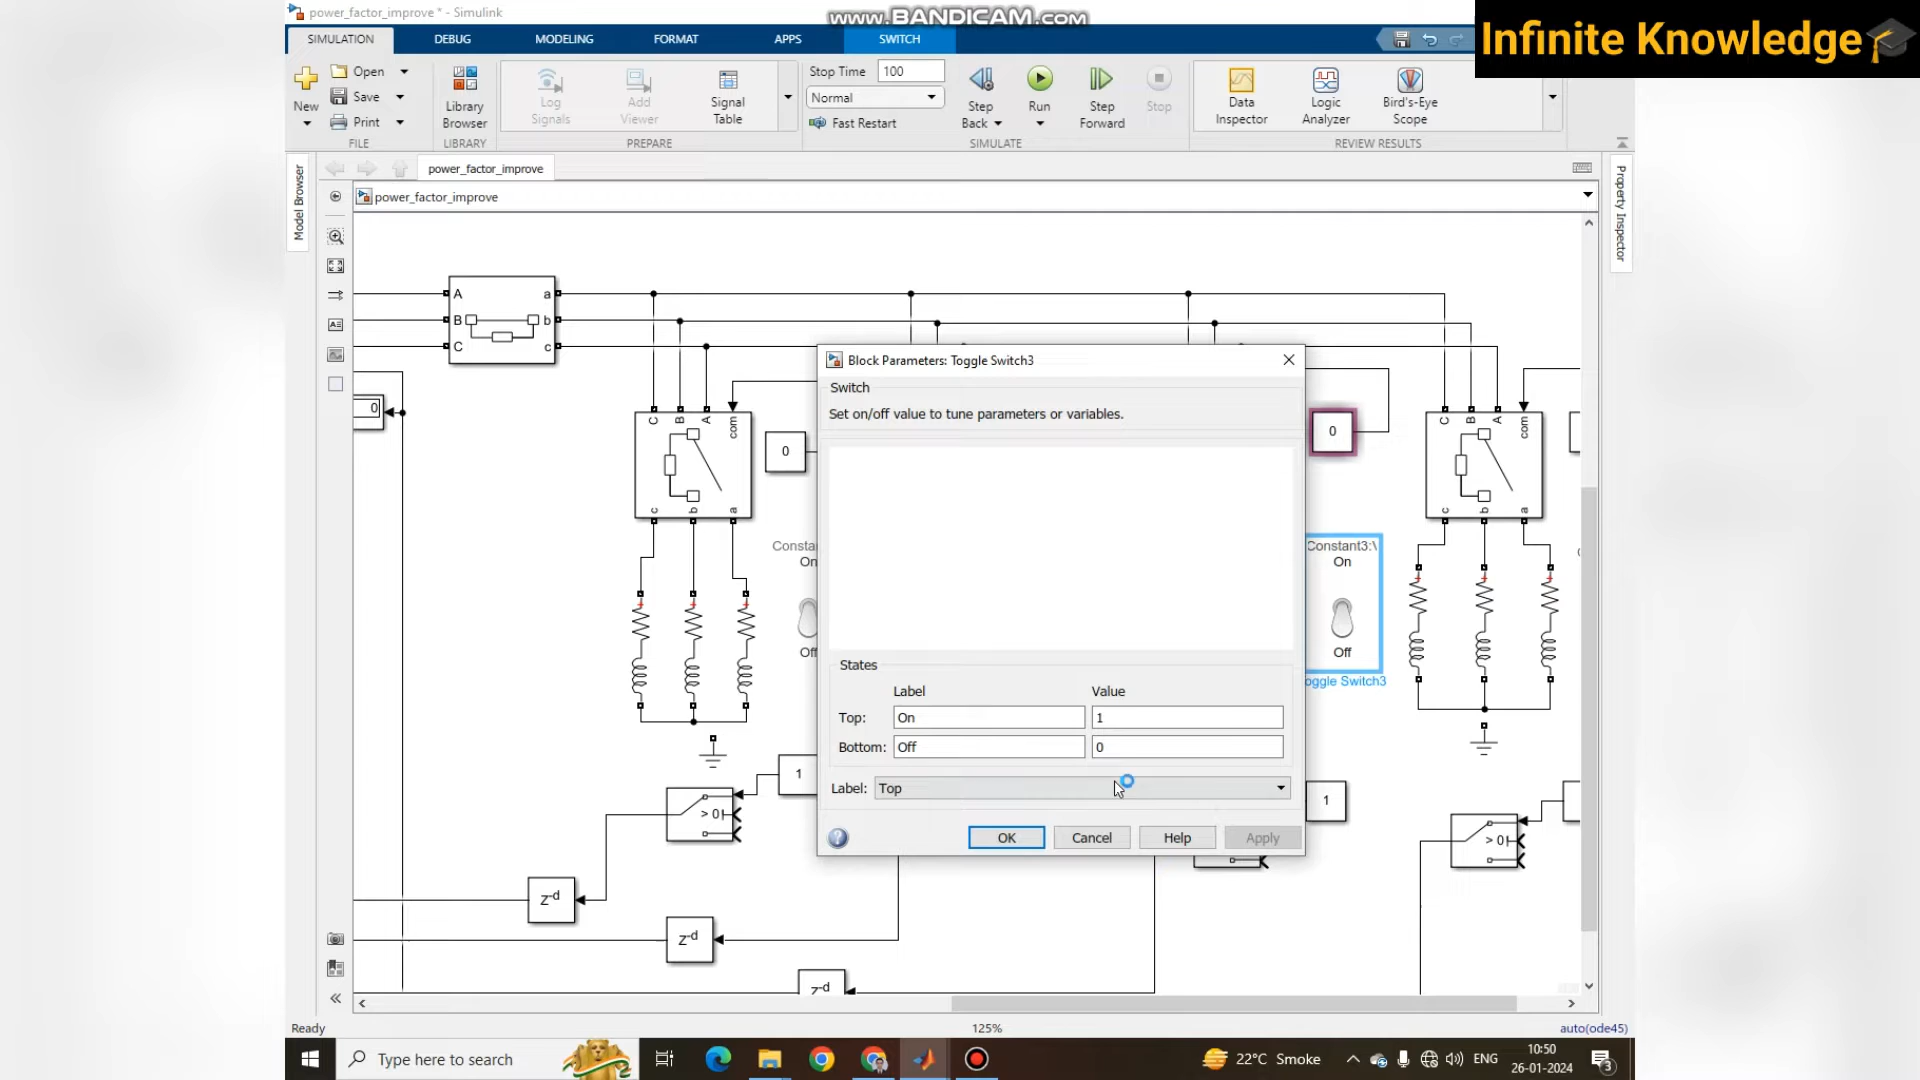 power_factor_improve * - Simulink
www.BANDICAM.com
Infinite Knowledge
SIMULATION
DEBUG
MODELING
FORMAT
APPS
SWITCH
New
Open
Save
Print
FILE
Library
Browser
LIBRARY
Log
Signals
Add
Viewer
Signal
Table
PREPARE
Stop Time 100
Normal
Fast Restart
Step
Back
Run
Step
Forward
Stop
SIMULATE
Data
Inspector
Logic
Analyzer
Bird's-Eye
Scope
REVIEW RESULTS
Model Browser
power_factor_improve
Property Inspector
power_factor_improve
A a
B b
C c
0
C B A com
c b a
0
Consta
On
Off
1
> 0
z-d
z-d
z-d
Block Parameters: Toggle Switch3
Switch
Set on/off value to tune parameters or variables.
States
Label Value
Top: On 1
Bottom: Off 0
Label: Top
OK Cancel Help Apply
0
Constant3:\
On
Off
oggle Switch3
C B A com
c b a
1
> 0
Ready
125%
auto(ode45)
Type here to search
22°C Smoke
ENG
10:50
26-01-2024
3